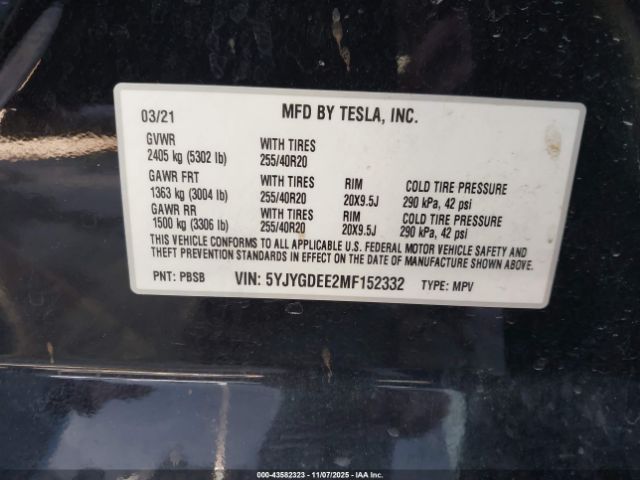 03/21 MFD BY TESLA, INC.
GVWR WITH TIRES
2405 kg (5302 lb) 255/40R20
GAWR FRT WITH TIRES RIM COLD TIRE PRESSURE
1363 kg (3004 lb) 255/40R20 20X9.5J 290 kPa, 42 psi
GAWR RR WITH TIRES RIM COLD TIRE PRESSURE
1500 kg (3306 lb) 255/40R20 20X9.5J 290 kPa, 42 psi
THIS VEHICLE CONFORMS TO ALL APPLICABLE U.S. FEDERAL MOTOR VEHICLE SAFETY AND
THEFT PREVENTION STANDARDS IN EFFECT ON THE DATE OF MANUFACTURE SHOWN ABOVE.
PNT: PBSB VIN: 5YJYGDEE2MF152332 TYPE: MPV
000-43582323 | 11/07/2025 | IAA Inc.